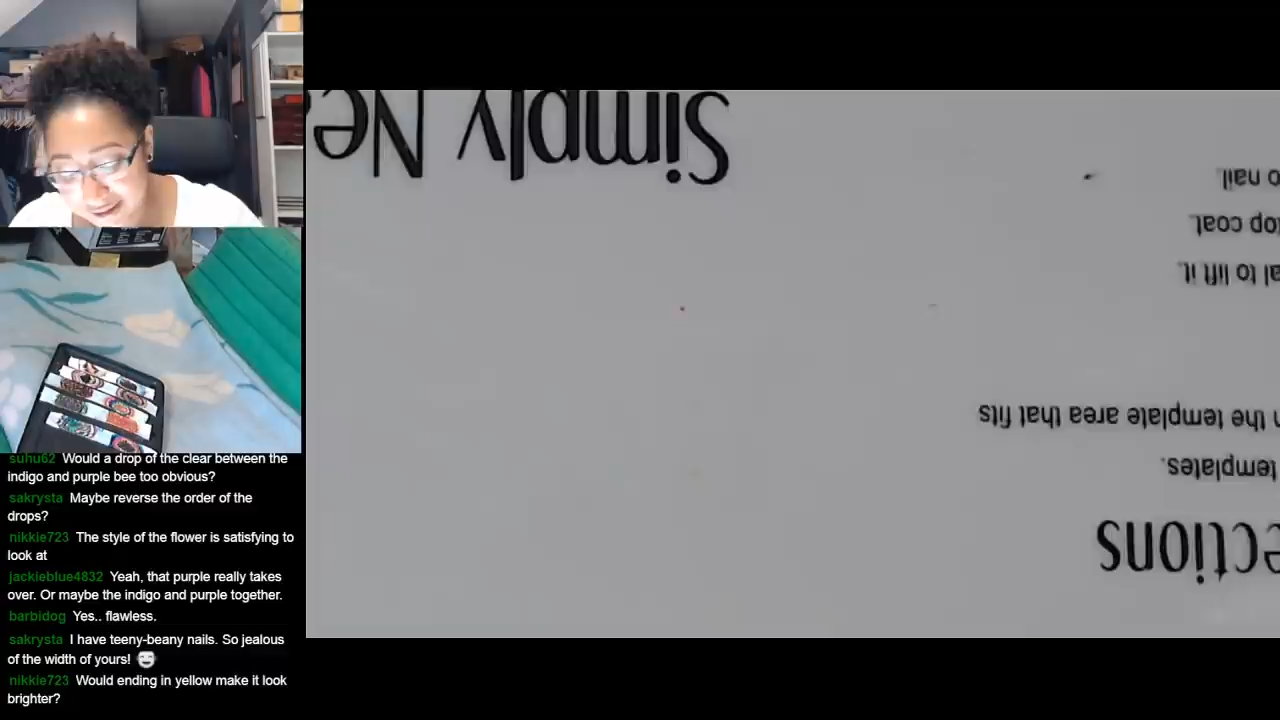 Simply Ne
o nail.
op coat.
al to lift it.
the template area that fits
templates.
ections
suhu62 Would a drop of the clear between the
indigo and purple bee too obvious?
sakrysta Maybe reverse the order of the
drops?
nikkie723 The style of the flower is satisfying to
look at
jackieblue4832 Yeah, that purple really takes
over. Or maybe the indigo and purple together.
barbidog Yes.. flawless.
sakrysta I have teeny-beany nails. So jealous
of the width of yours!
nikkie723 Would ending in yellow make it look
brighter?